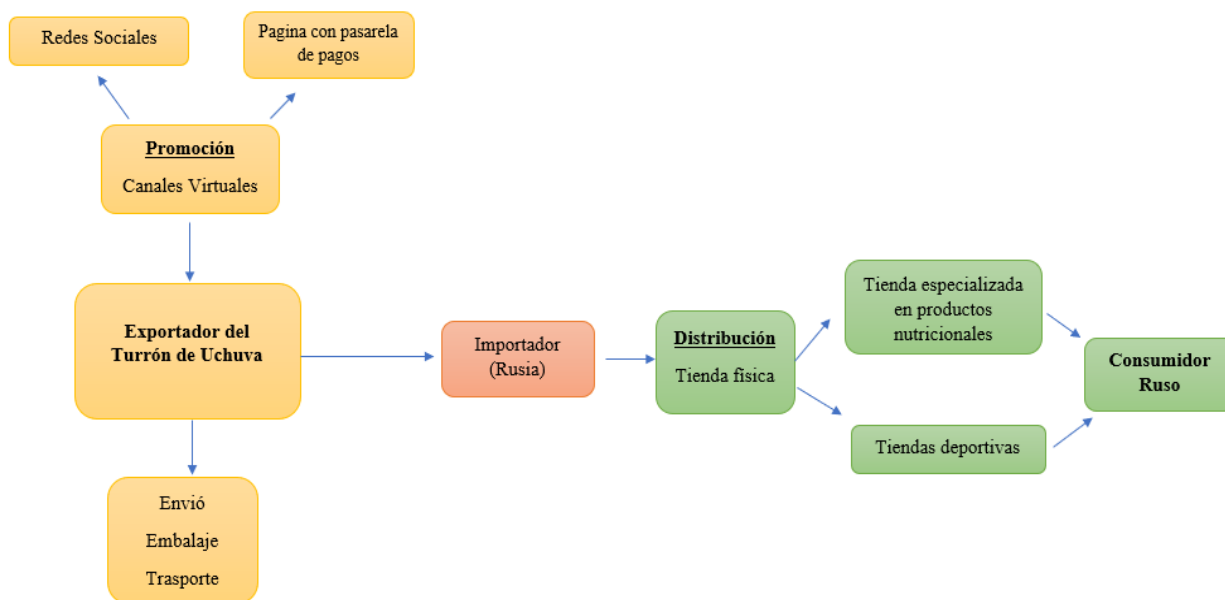 Redes Sociales
Pagina con pasarela
de pagos
Promoción
Canales Virtuales
Exportador del
Turrón de Uchuva
Envió
Embalaje
Trasporte
Importador
(Rusia)
Distribución
Tienda física
Tienda especializada
en productos
nutricionales
Tiendas deportivas
Consumidor
Ruso